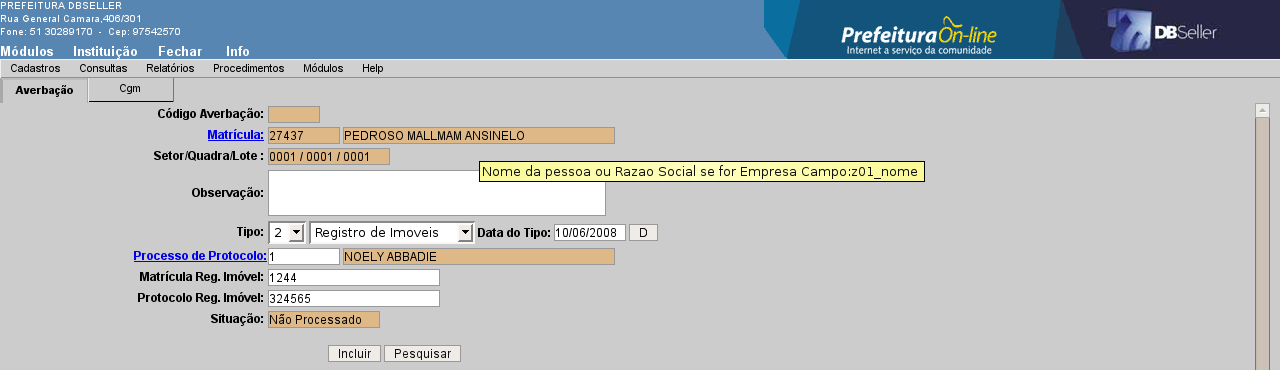 PREFEITURA DBSELLER
Rua General Camara,406/301
Fone: 51 30289170 - Cep: 97542570
Módulos Instituição Fechar Info
Prefeitura On-line
Internet a serviço da comunidade
DBSeller
Cadastros Consultas Relatórios Procedimentos Módulos Help
Averbação Cgm
Código Averbação:
Matrícula: 27437 PEDROSO MALLMAM ANSINELO
Setor/Quadra/Lote : 0001 / 0001 / 0001
Nome da pessoa ou Razao Social se for Empresa Campo:z01_nome
Observação:
Tipo: 2 Registro de Imoveis Data do Tipo: 10/06/2008 D
Processo de Protocolo: 1 NOELY ABBADIE
Matrícula Reg. Imóvel: 1244
Protocolo Reg. Imóvel: 324565
Situação: Não Processado
Incluir Pesquisar